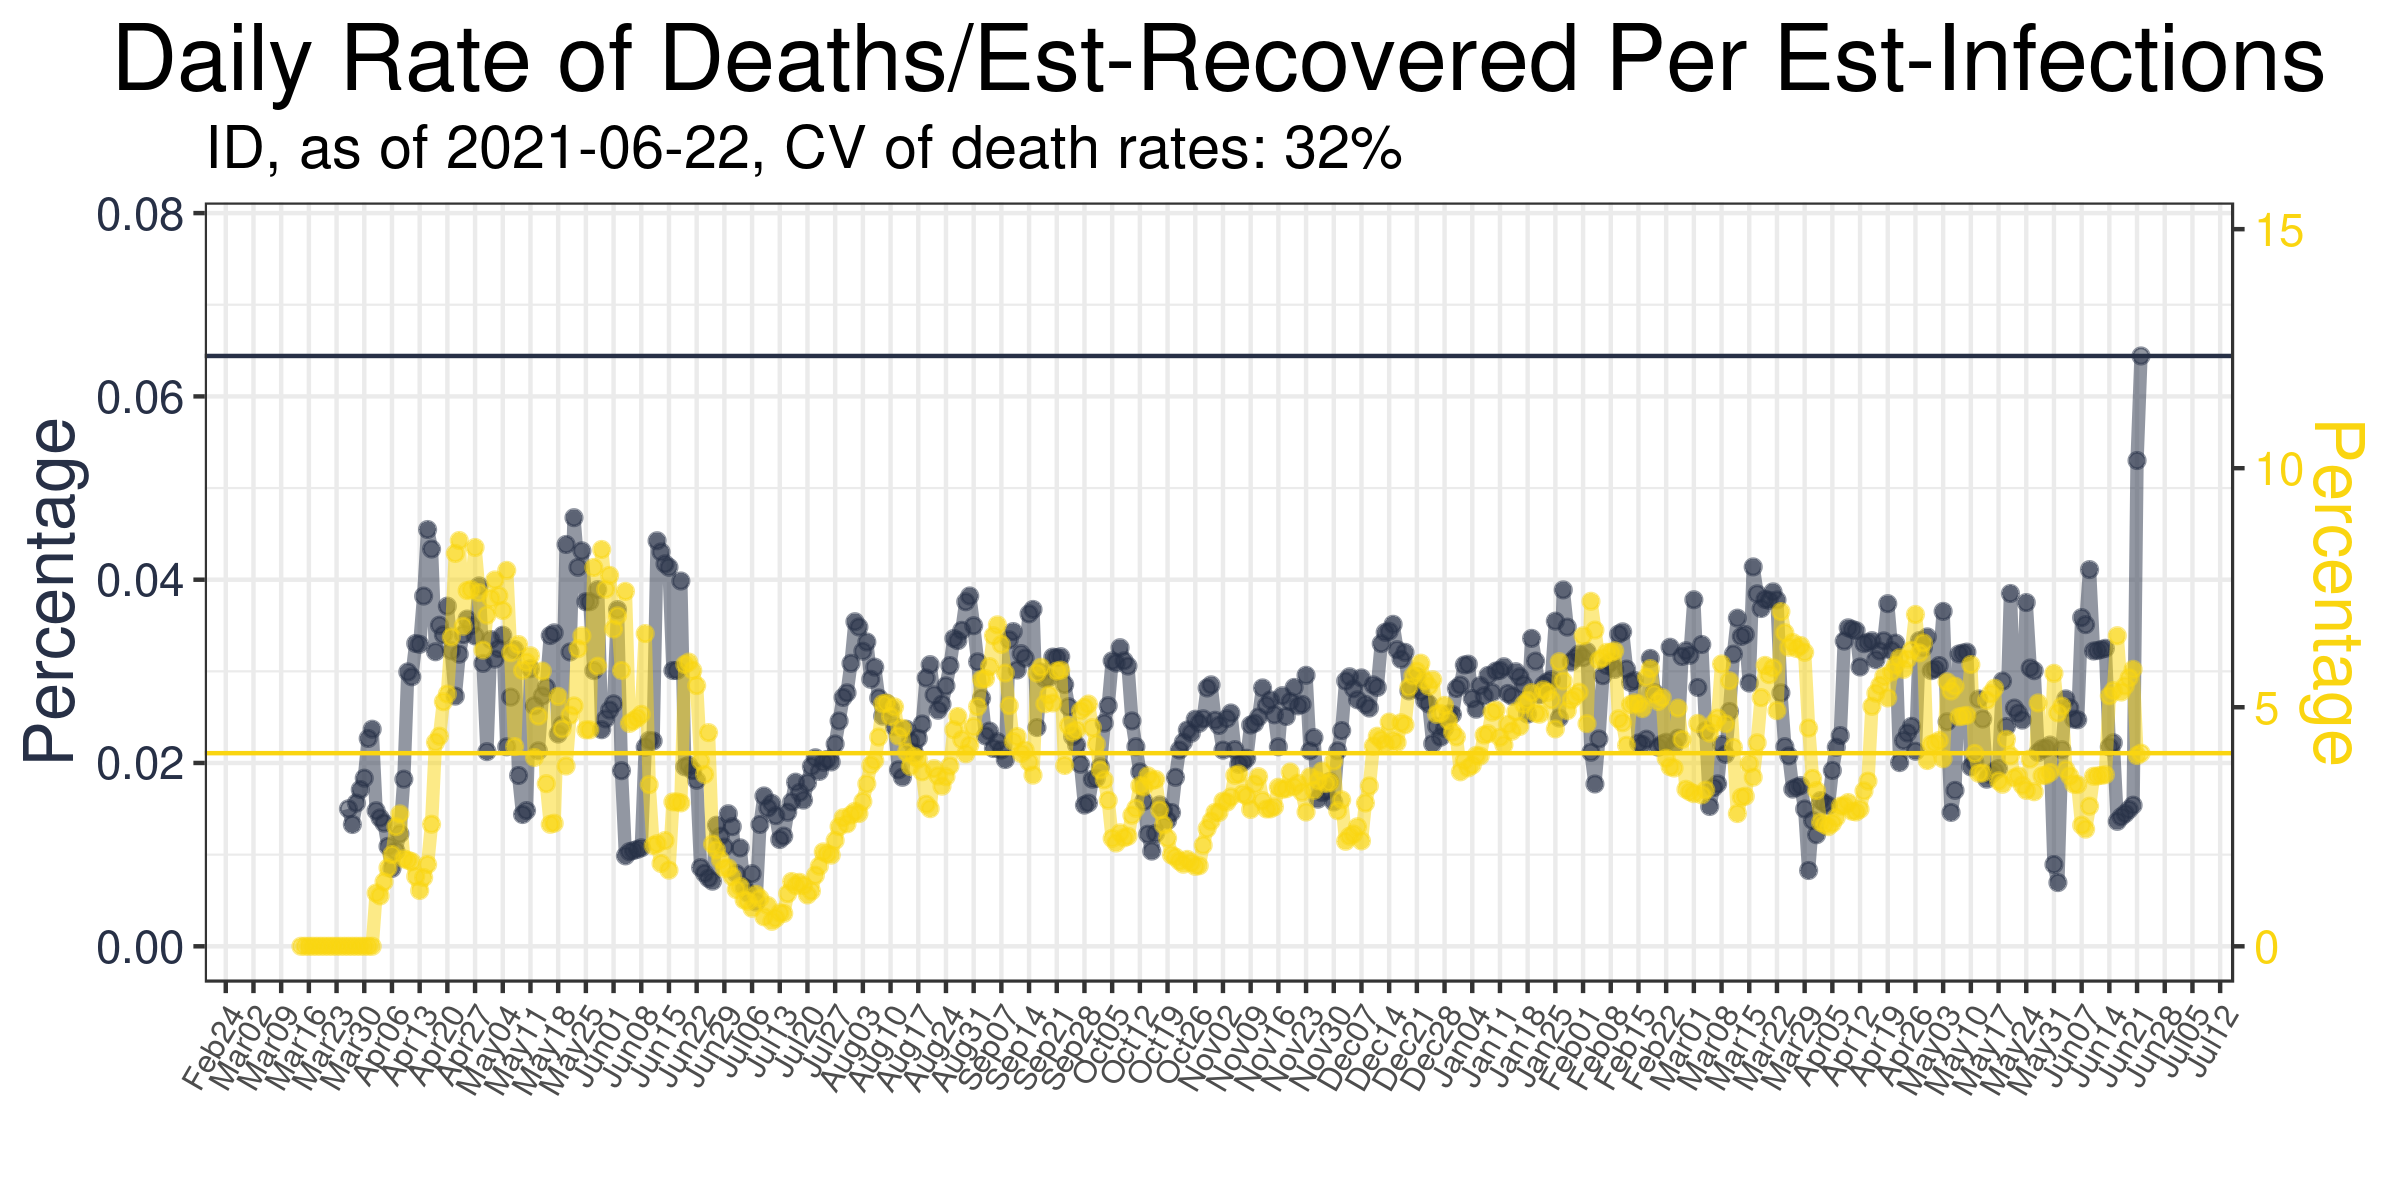 Daily Rate of Deaths/Est-Recovered Per Est-Infections
ID, as of 2021-06-22, CV of death rates: 32%
Percentage
0.08
0.06
0.04
0.02
0.00
15
10
5
0
Percentage
Feb24
Mar02
Mar09
Mar16
Mar23
Mar30
Apr06
Apr13
Apr20
Apr27
May04
May11
May18
May25
Jun01
Jun08
Jun15
Jun22
Jun29
Jul06
Jul13
Jul20
Jul27
Aug03
Aug10
Aug17
Aug24
Aug31
Sep07
Sep14
Sep21
Sep28
Oct05
Oct12
Oct19
Oct26
Nov02
Nov09
Nov16
Nov23
Nov30
Dec07
Dec14
Dec21
Dec28
Jan04
Jan11
Jan18
Jan25
Feb01
Feb08
Feb15
Feb22
Mar01
Mar08
Mar15
Mar22
Mar29
Apr05
Apr12
Apr19
Apr26
May03
May10
May17
May24
May31
Jun07
Jun14
Jun21
Jun28
Jul05
Jul12